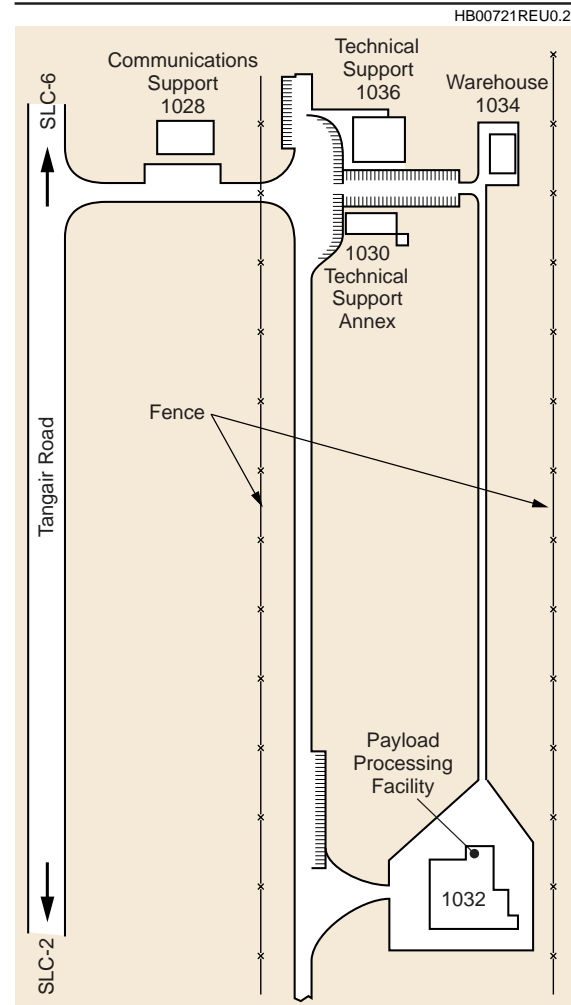 HB00721REU0.2
SLC-6
Communications
Support
1028
Technical
Support
1036
Warehouse
1034
1030
Technical
Support
Annex
Fence
Tangair Road
Payload
Processing
Facility
1032
SLC-2